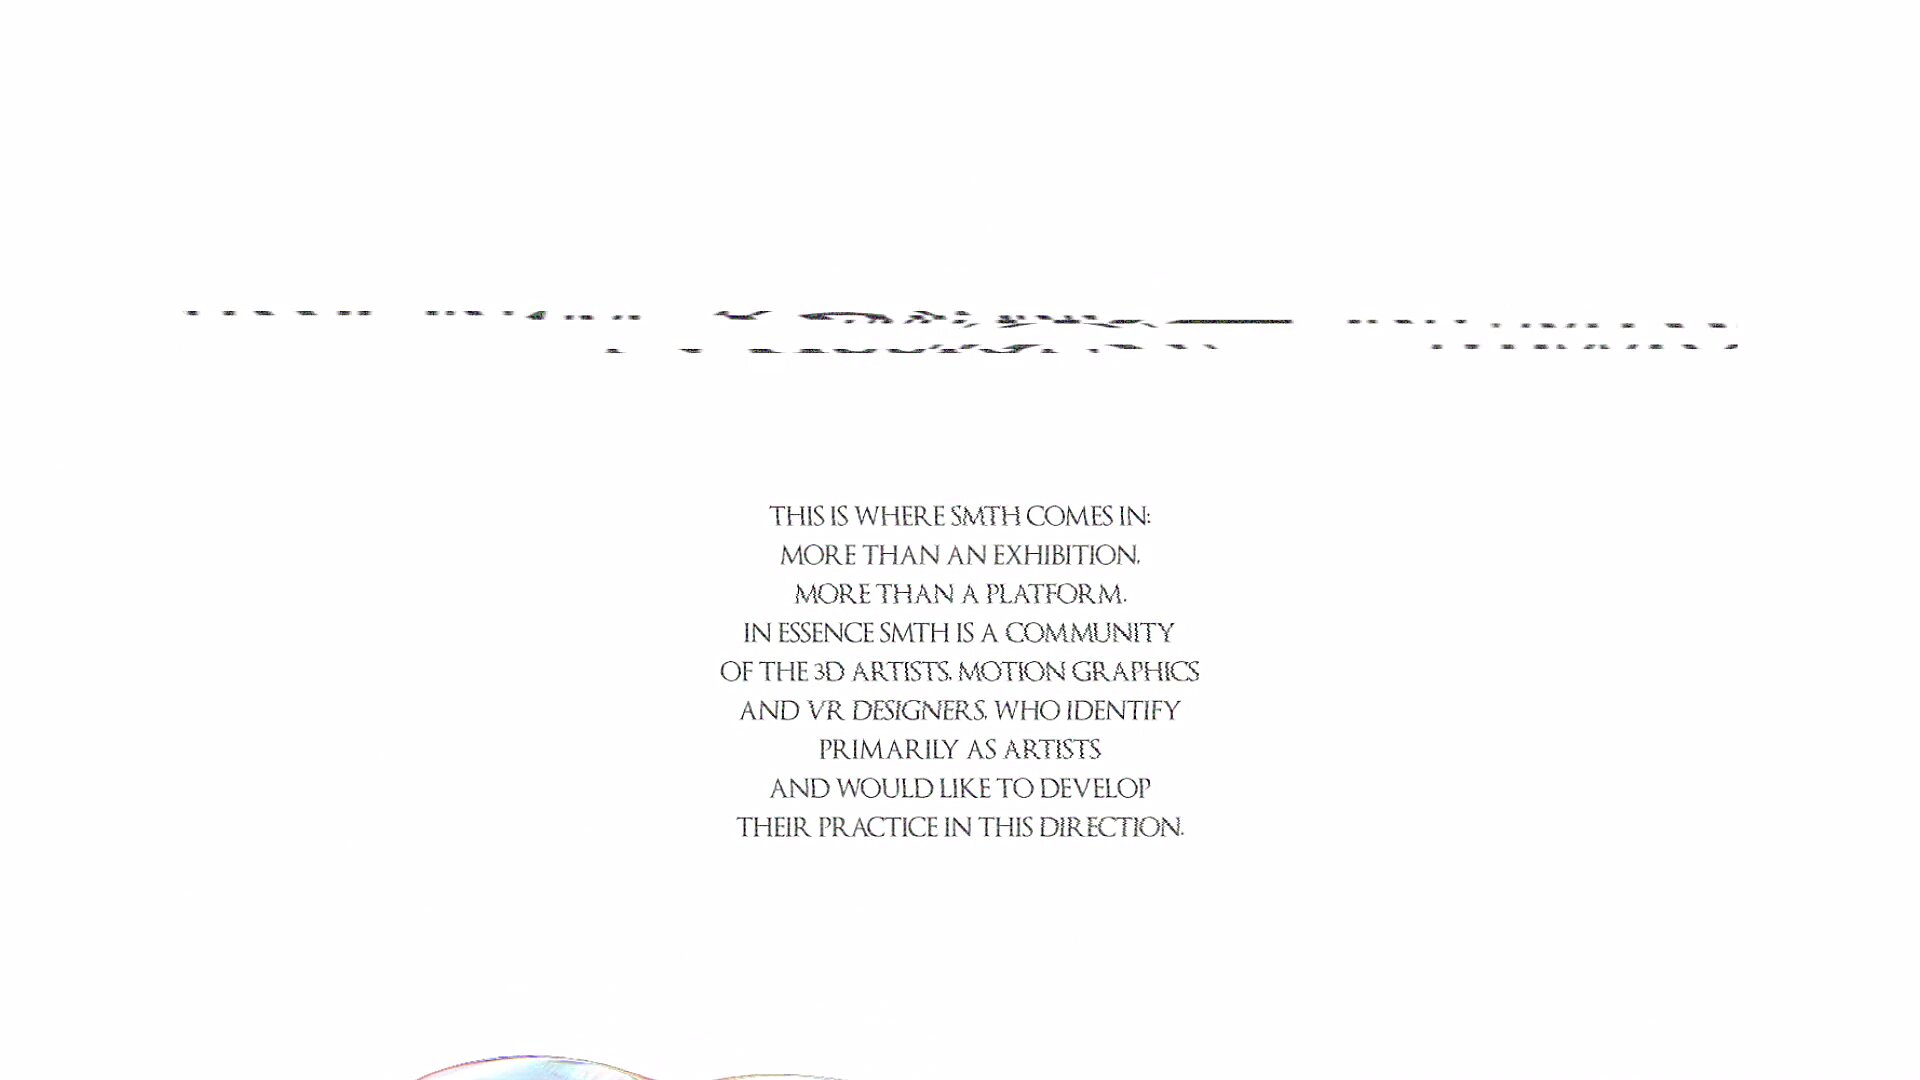 THIS IS WHERE SMTH COMES IN:
MORE THAN AN EXHIBITION,
MORE THAN A PLATFORM.
IN ESSENCE SMTH IS A COMMUNITY
OF THE 3D ARTISTS, MOTION GRAPHICS
AND VR DESIGNERS, WHO IDENTIFY
PRIMARILY AS ARTISTS
AND WOULD LIKE TO DEVELOP
THEIR PRACTICE IN THIS DIRECTION.